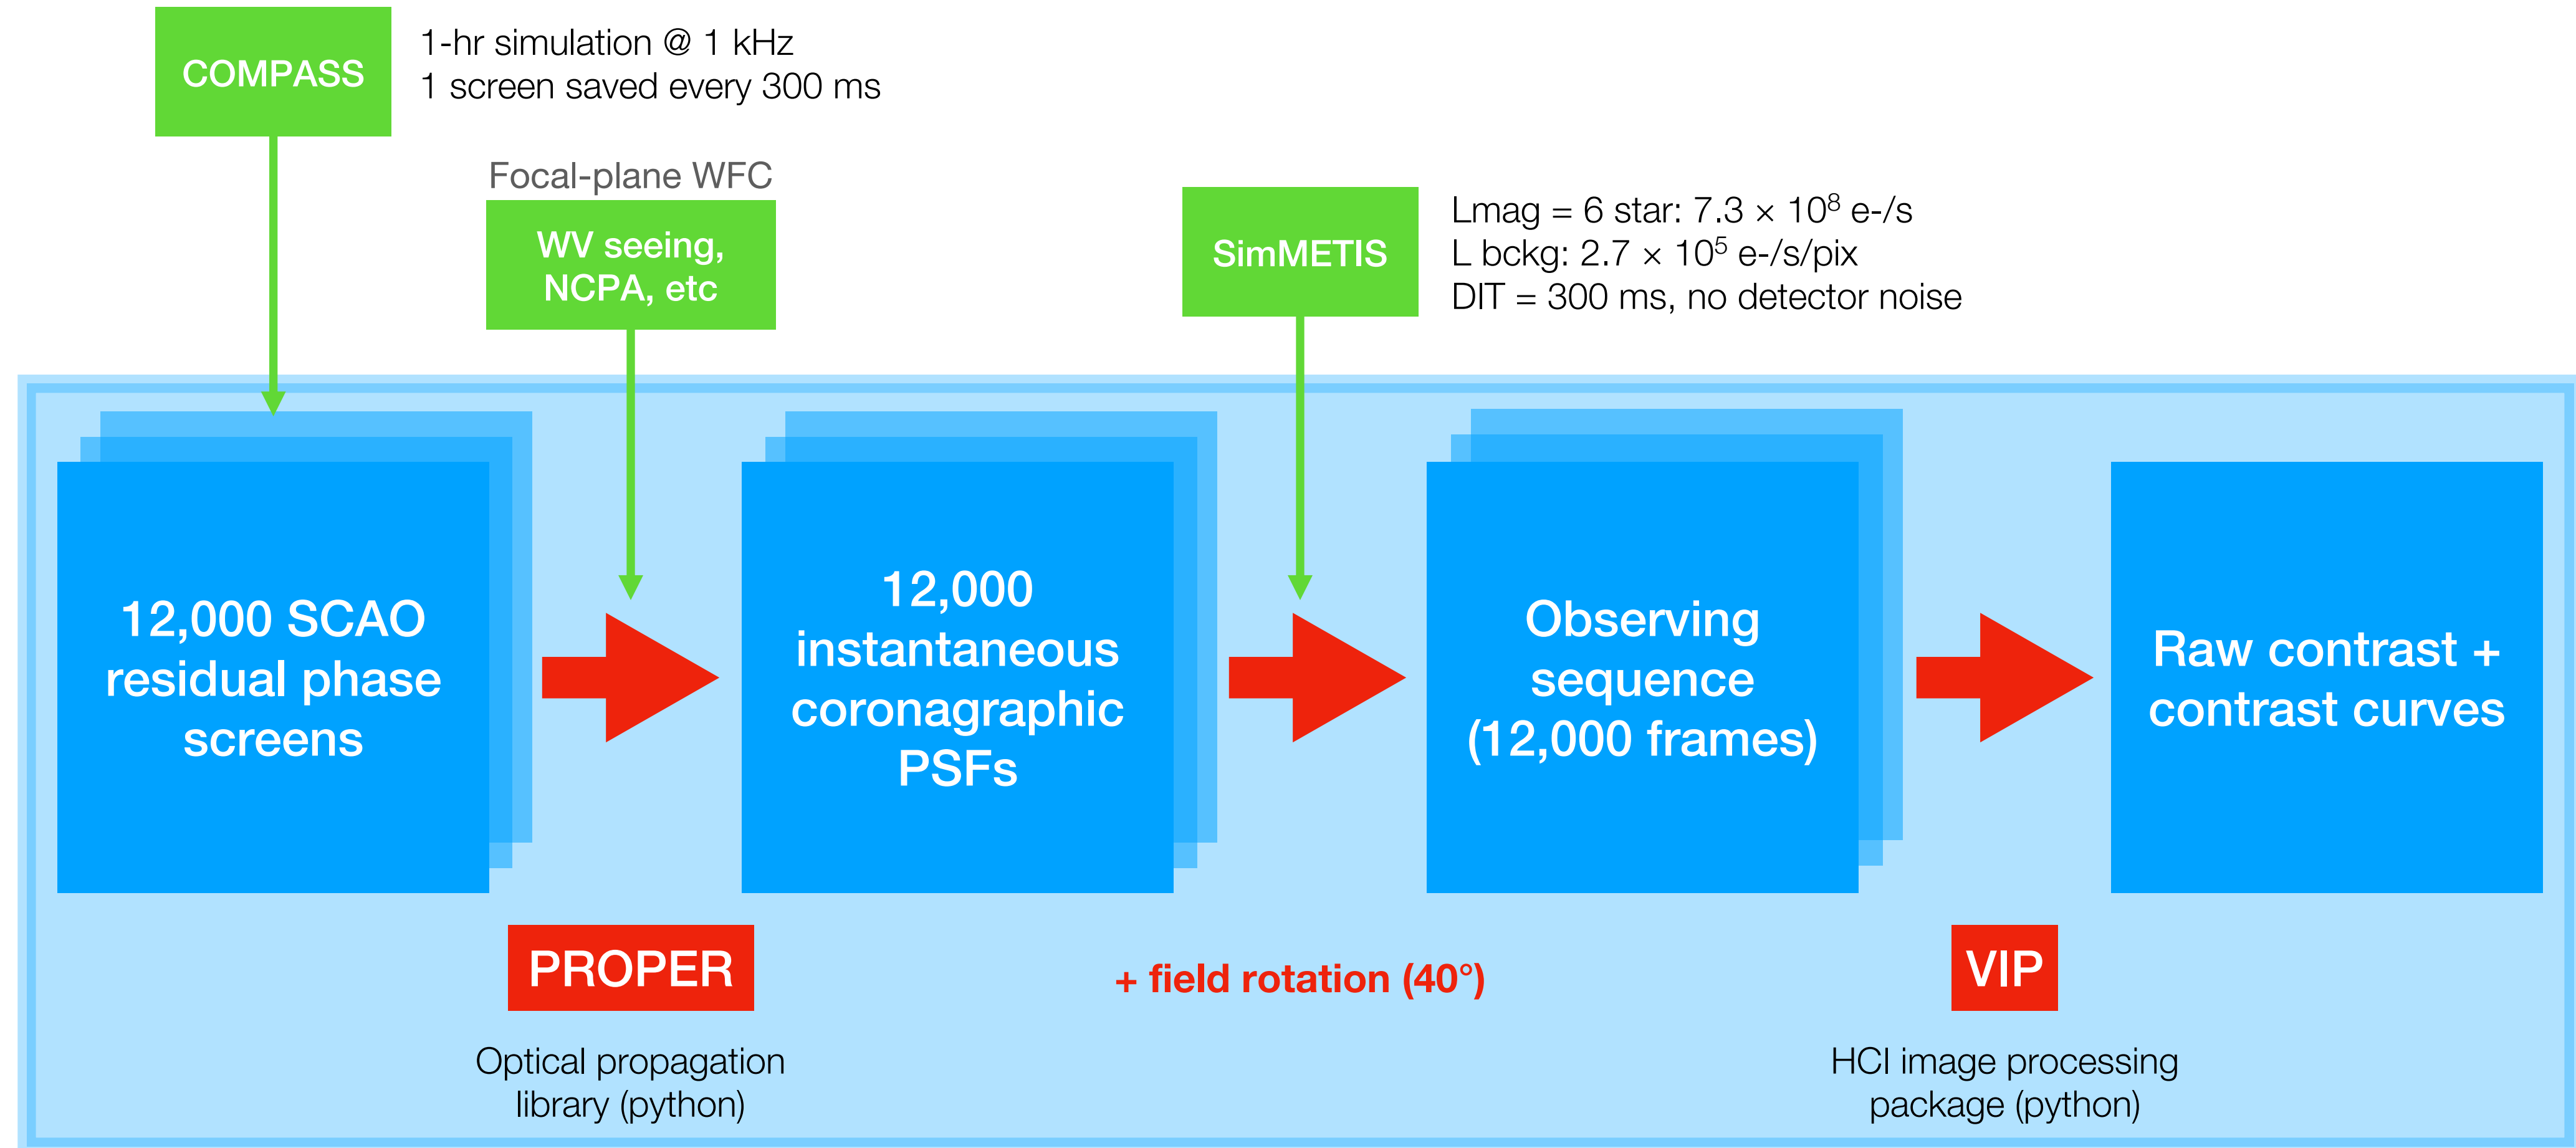 COMPASS
1-hr simulation @ 1 kHz
1 screen saved every 300 ms
Focal-plane WFC
WV seeing,
NCPA, etc
SimMETIS
Lmag = 6 star: 7.3 × 10⁸ e-/s
L bckg: 2.7 × 10⁵ e-/s/pix
DIT = 300 ms, no detector noise
12,000 SCAO
residual phase
screens
12,000
instantaneous
coronagraphic
PSFs
Observing
sequence
(12,000 frames)
Raw contrast +
contrast curves
PROPER
Optical propagation
library (python)
+ field rotation (40°)
VIP
HCI image processing
package (python)